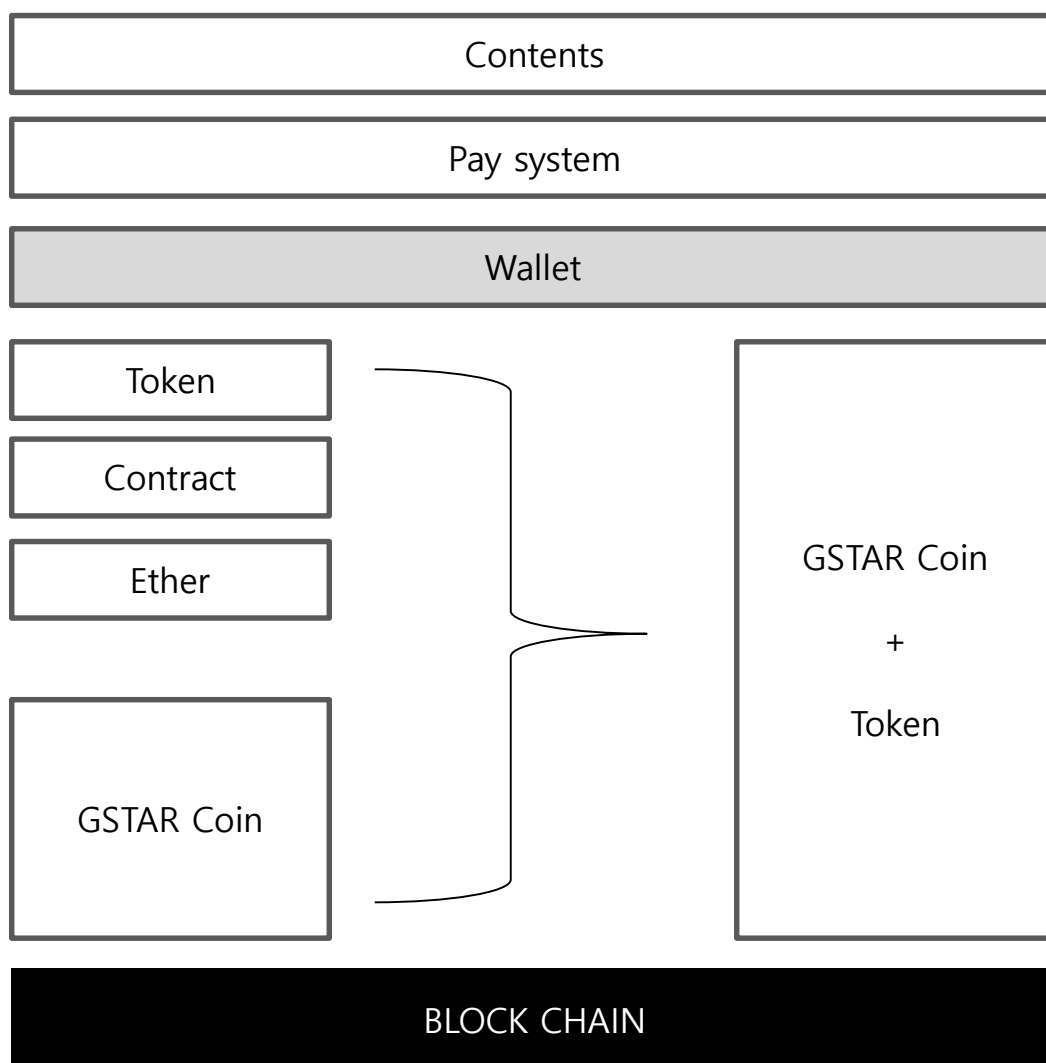 Contents
Pay system
Wallet
Token
Contract
Ether
GSTAR Coin
GSTAR Coin
+
Token
BLOCK CHAIN